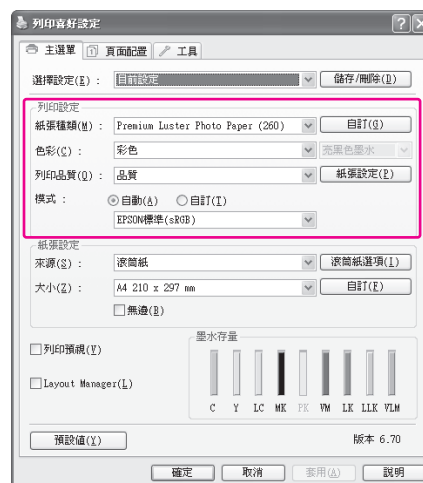 列印喜好設定
主選單 頁面配置 工具
選擇設定(E) : 目前設定 儲存/刪除(D)
列印設定
紙張種類(M) : Premium Luster Photo Paper (260) 自訂(G)
色彩(C) : 彩色 亮黑色墨水
列印品質(Q) : 品質 紙張設定(P)
模式 : 自動(A) 自訂(I)
EPSON標準(sRGB)
紙張設定
來源(S) : 滾筒紙 滾筒紙選項(I)
大小(Z) : A4 210 x 297 mm 自訂(F)
無邊(B)
墨水存量
列印預視(V)
Layout Manager(L)
C Y LC MK PK VM LK LLK VLM
預設值(Y) 版本 6.70
確定 取消 套用(A) 說明